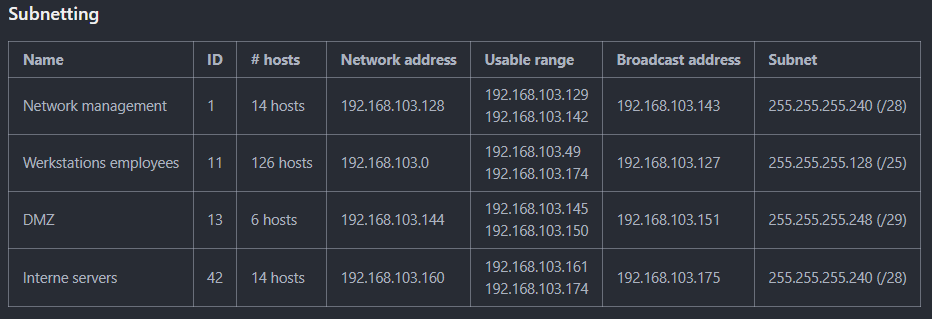 Subnetting
Name ID # hosts Network address Usable range Broadcast address Subnet
Network management 1 14 hosts 192.168.103.128 192.168.103.129 192.168.103.142 192.168.103.143 255.255.255.240 (/28)
Werkstations employees 11 126 hosts 192.168.103.0 192.168.103.49 192.168.103.174 192.168.103.127 255.255.255.128 (/25)
DMZ 13 6 hosts 192.168.103.144 192.168.103.145 192.168.103.150 192.168.103.151 255.255.255.248 (/29)
Interne servers 42 14 hosts 192.168.103.160 192.168.103.161 192.168.103.174 192.168.103.175 255.255.255.240 (/28)